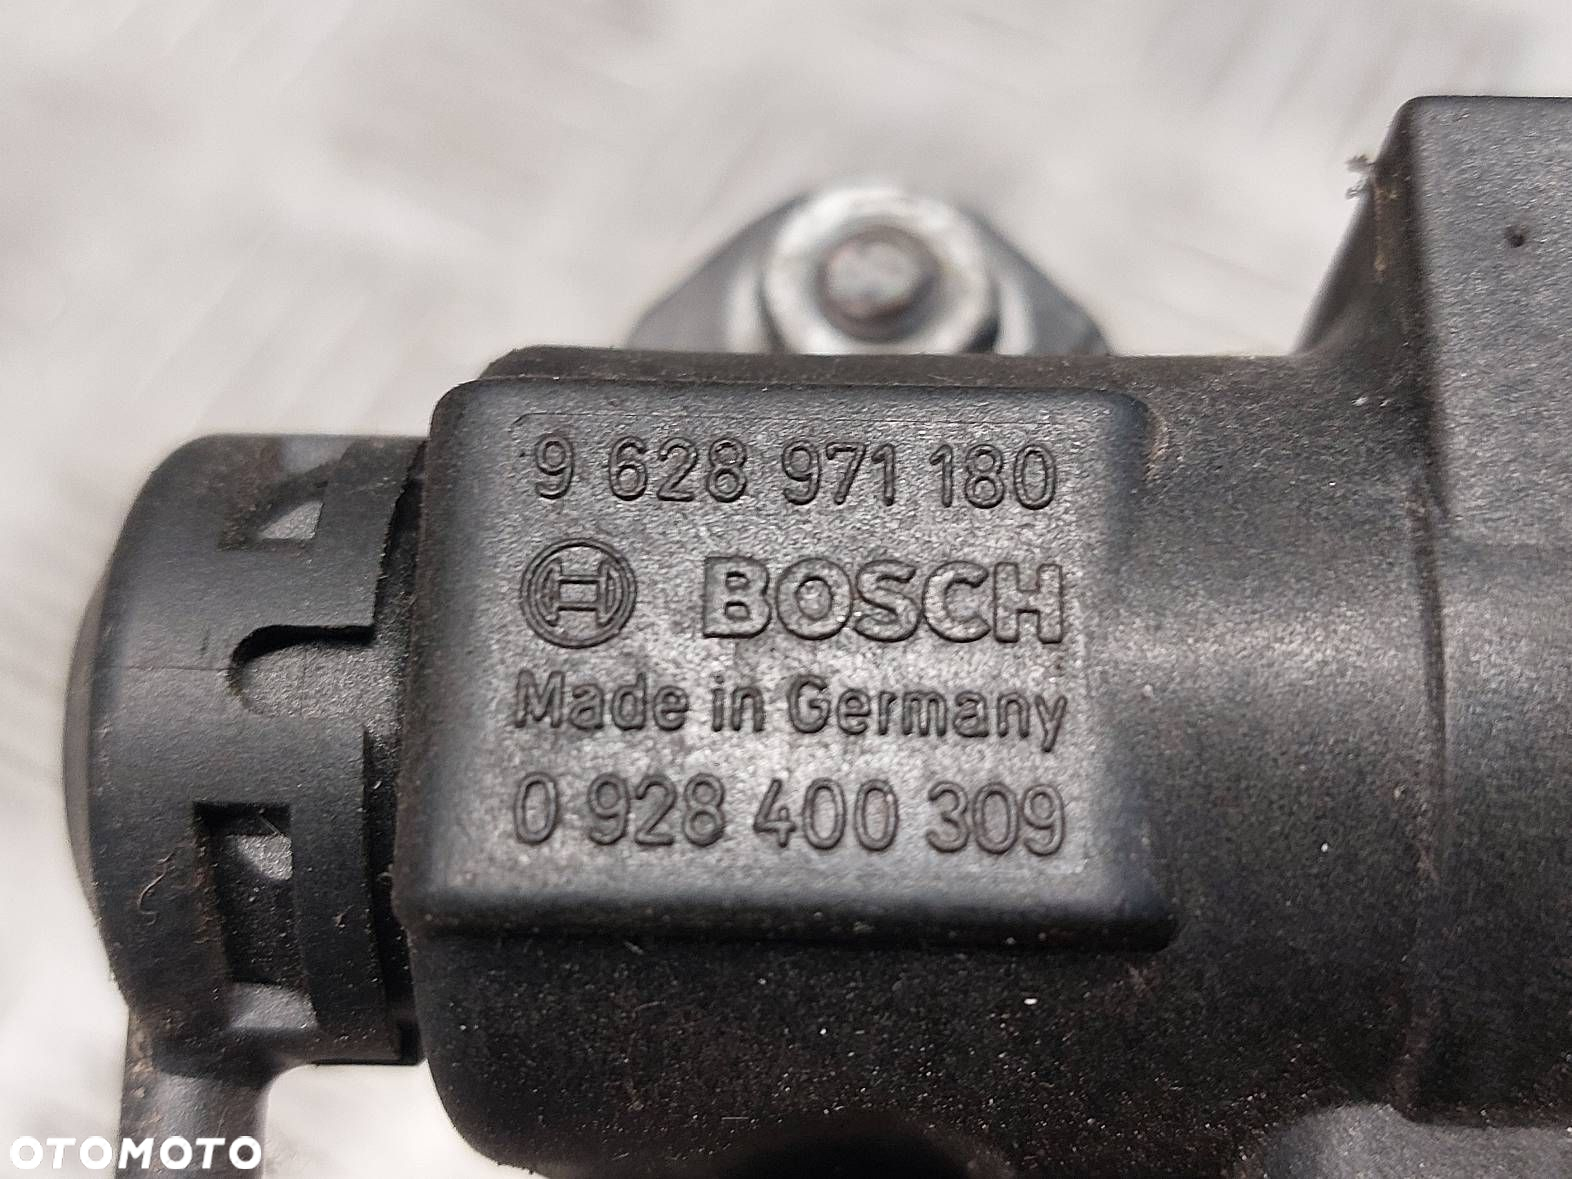 9 628 971 180
BOSCH
Made in Germany
0 928 400 309
OTOMOTO